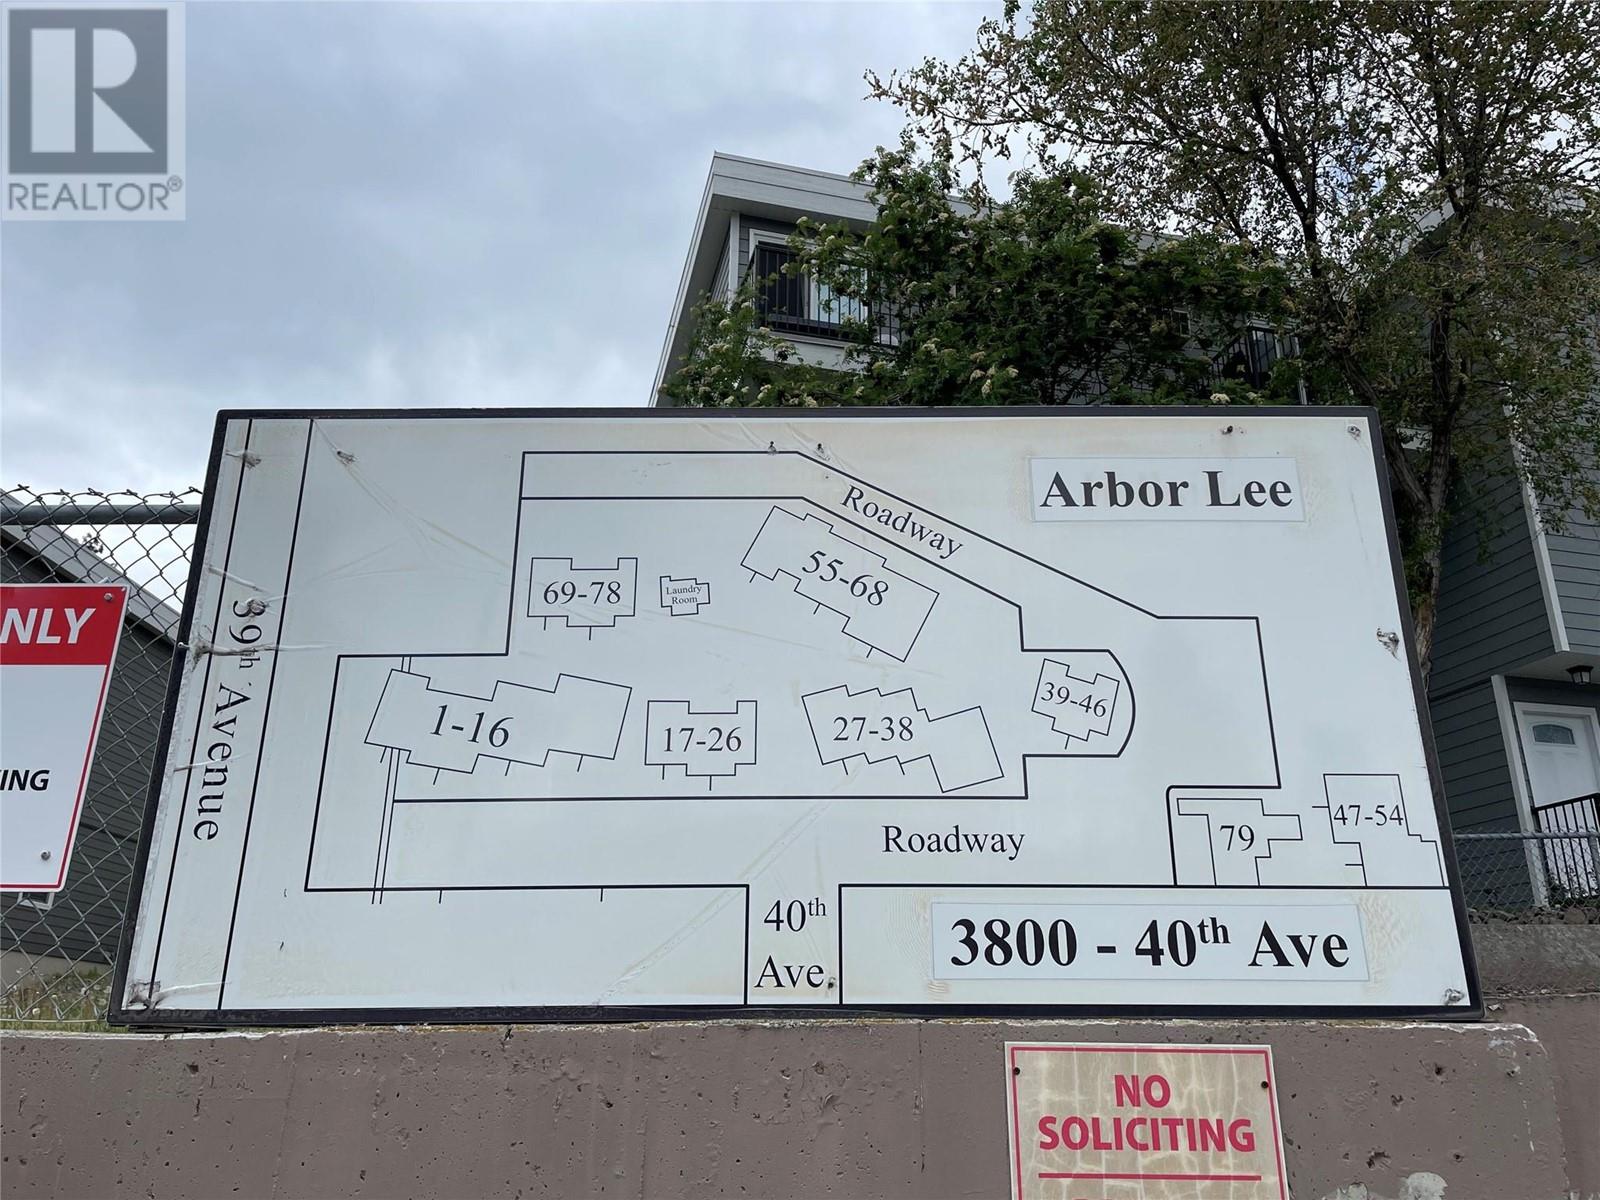 REALTOR®
Arbor Lee
Roadway
55-68
69-78
Laundry
Room
39th Avenue
1-16
17-26
27-38
39-46
Roadway
79
47-54
40th
Ave
3800 - 40th Ave
NLY
ING
NO
SOLICITING